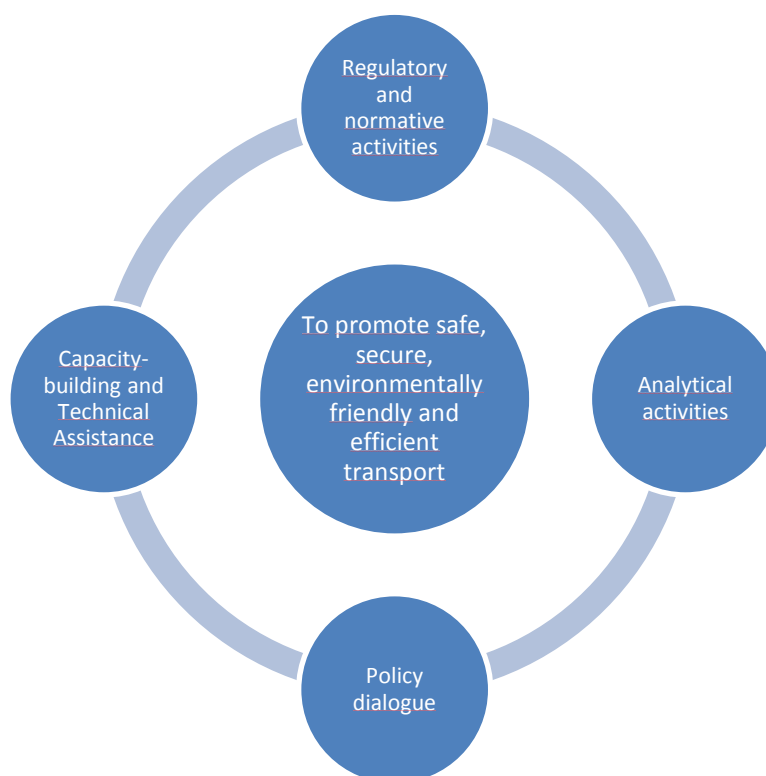 Regulatory
and
normative
activities
To promote safe,
secure,
environmentally
friendly and
efficient
transport
Capacity-
building and
Technical
Assistance
Analytical
activities
Policy
dialogue